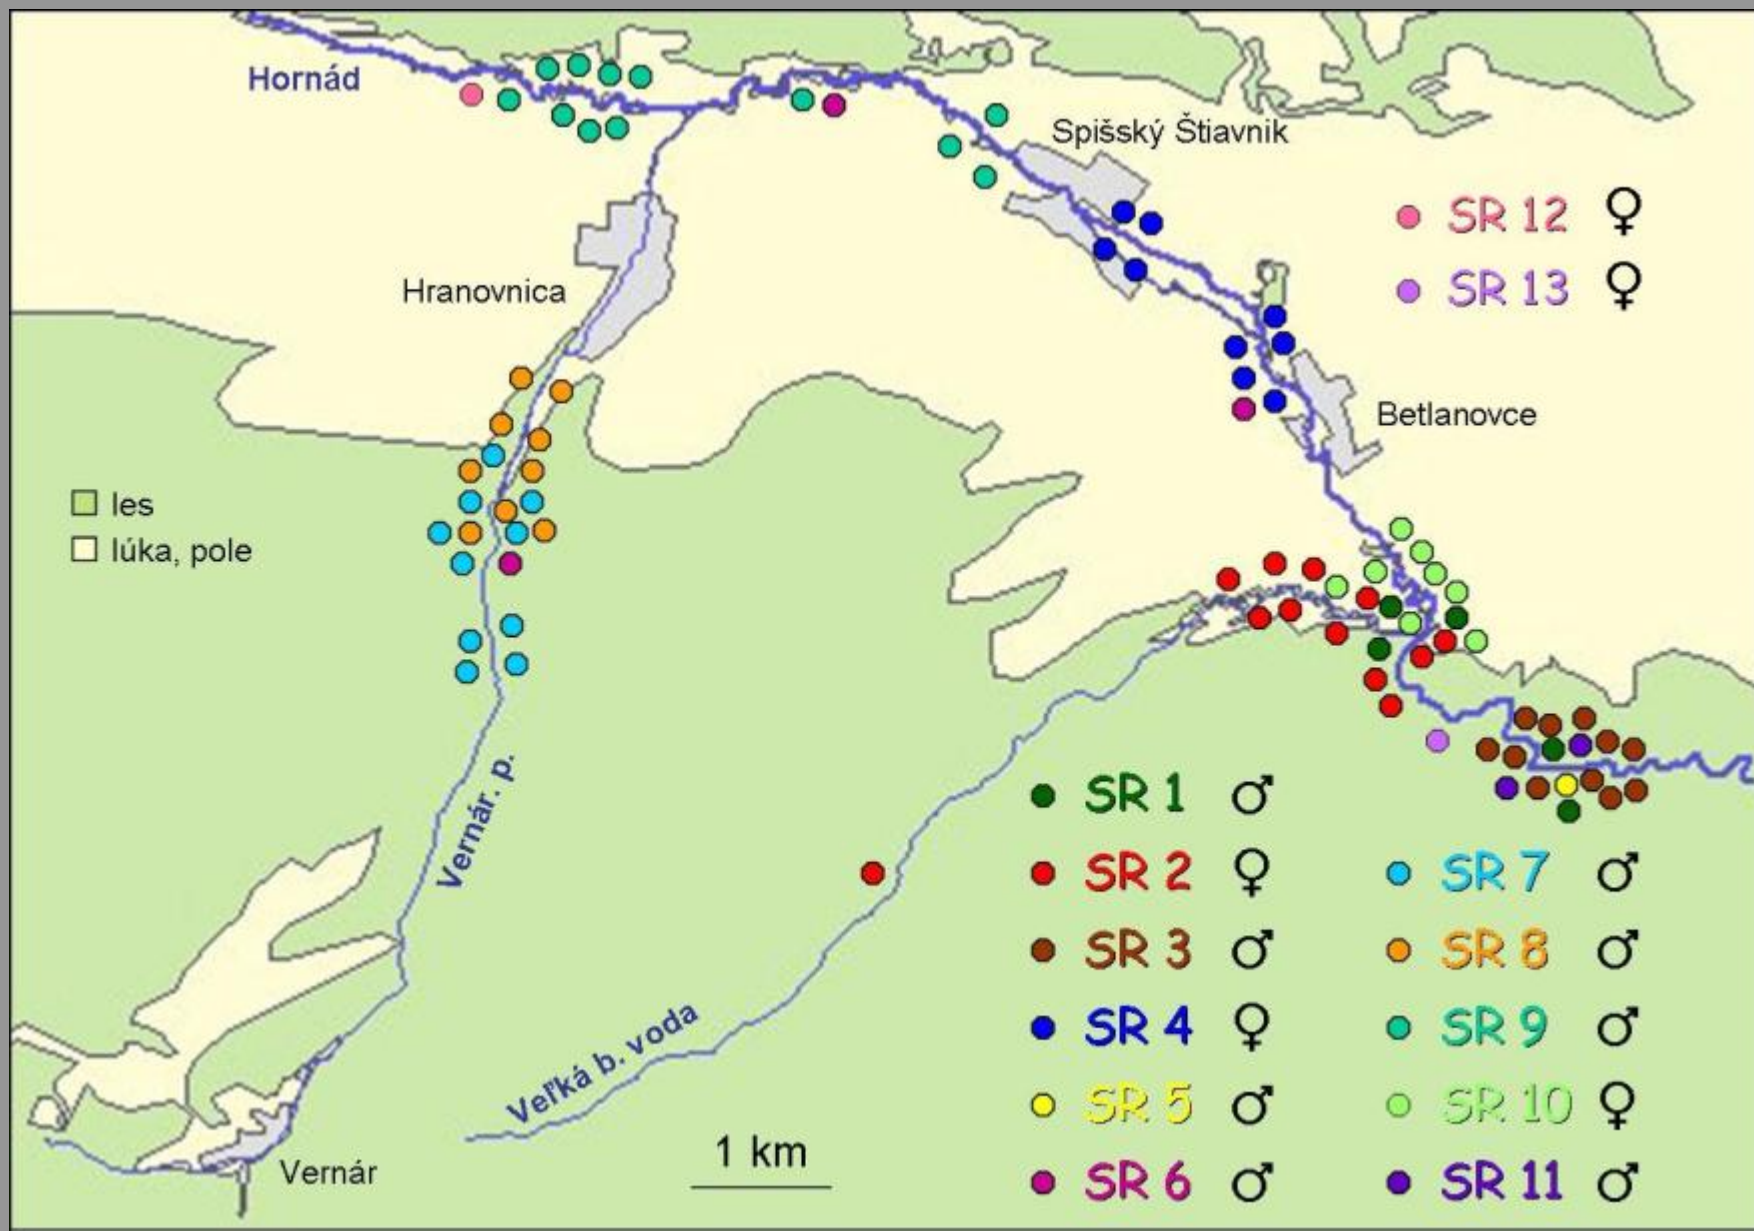 Hornád
Spišský Štiavnik
SR 12 ♀
SR 13 ♀
Hranovnica
Betlanovce
les
lúka, pole
Vernár. p.
Veľká b. voda
Vernár
1 km
SR 1 ♂
SR 2 ♀
SR 3 ♂
SR 4 ♀
SR 5 ♂
SR 6 ♂
SR 7 ♂
SR 8 ♂
SR 9 ♂
SR 10 ♀
SR 11 ♂